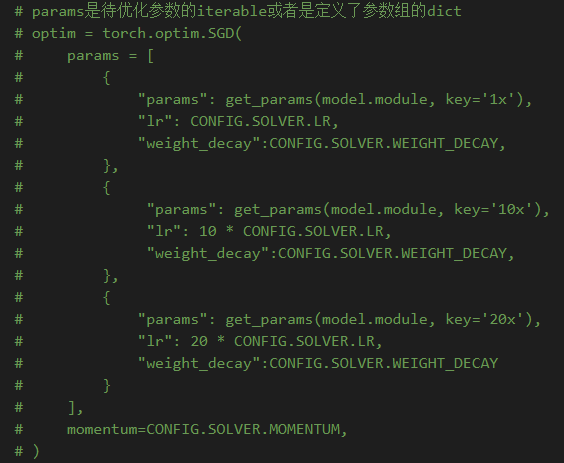 # params是待优化参数的iterable或者是定义了参数组的dict
# optim = torch.optim.SGD(
#     params = [
#         {
#             "params": get_params(model.module, key='1x'),
#             "lr": CONFIG.SOLVER.LR,
#             "weight_decay":CONFIG.SOLVER.WEIGHT_DECAY,
#         },
#         {
#              "params": get_params(model.module, key='10x'),
#              "lr": 10 * CONFIG.SOLVER.LR,
#              "weight_decay":CONFIG.SOLVER.WEIGHT_DECAY,
#         },
#         {
#             "params": get_params(model.module, key='20x'),
#             "lr": 20 * CONFIG.SOLVER.LR,
#             "weight_decay":CONFIG.SOLVER.WEIGHT_DECAY
#         }
#     ],
#     momentum=CONFIG.SOLVER.MOMENTUM,
# )